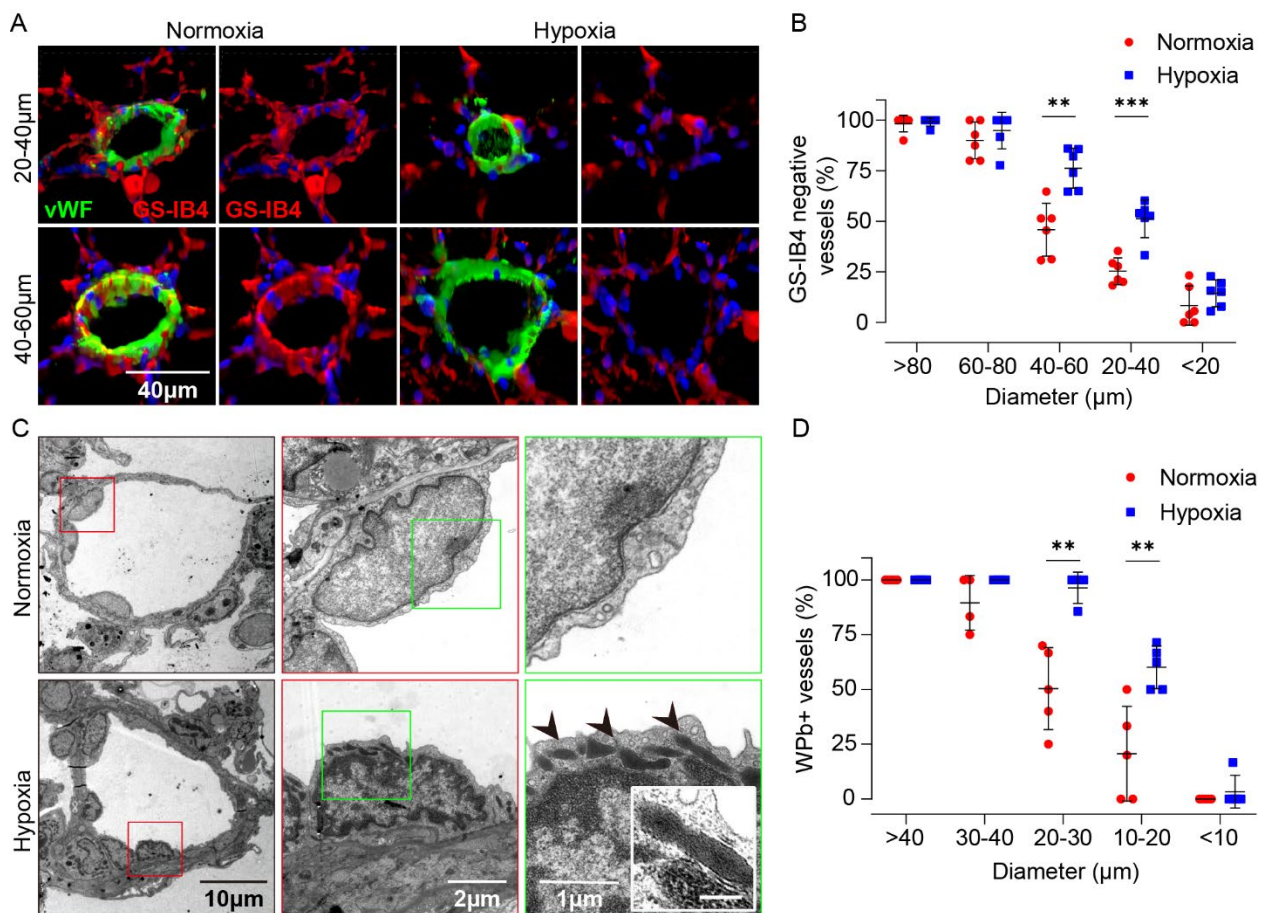 A
Normoxia
Hypoxia
20-40μm
vWF
GS-IB4
GS-IB4
40-60μm
40μm
B
Normoxia
Hypoxia
**
***
GS-IB4 negative
vessels (%)
100
75
50
25
0
>80
60-80
40-60
20-40
<20
Diameter (μm)
C
Normoxia
Hypoxia
10μm
2μm
1μm
D
Normoxia
Hypoxia
**
**
WPb+ vessels (%)
100
75
50
25
0
>40
30-40
20-30
10-20
<10
Diameter (μm)